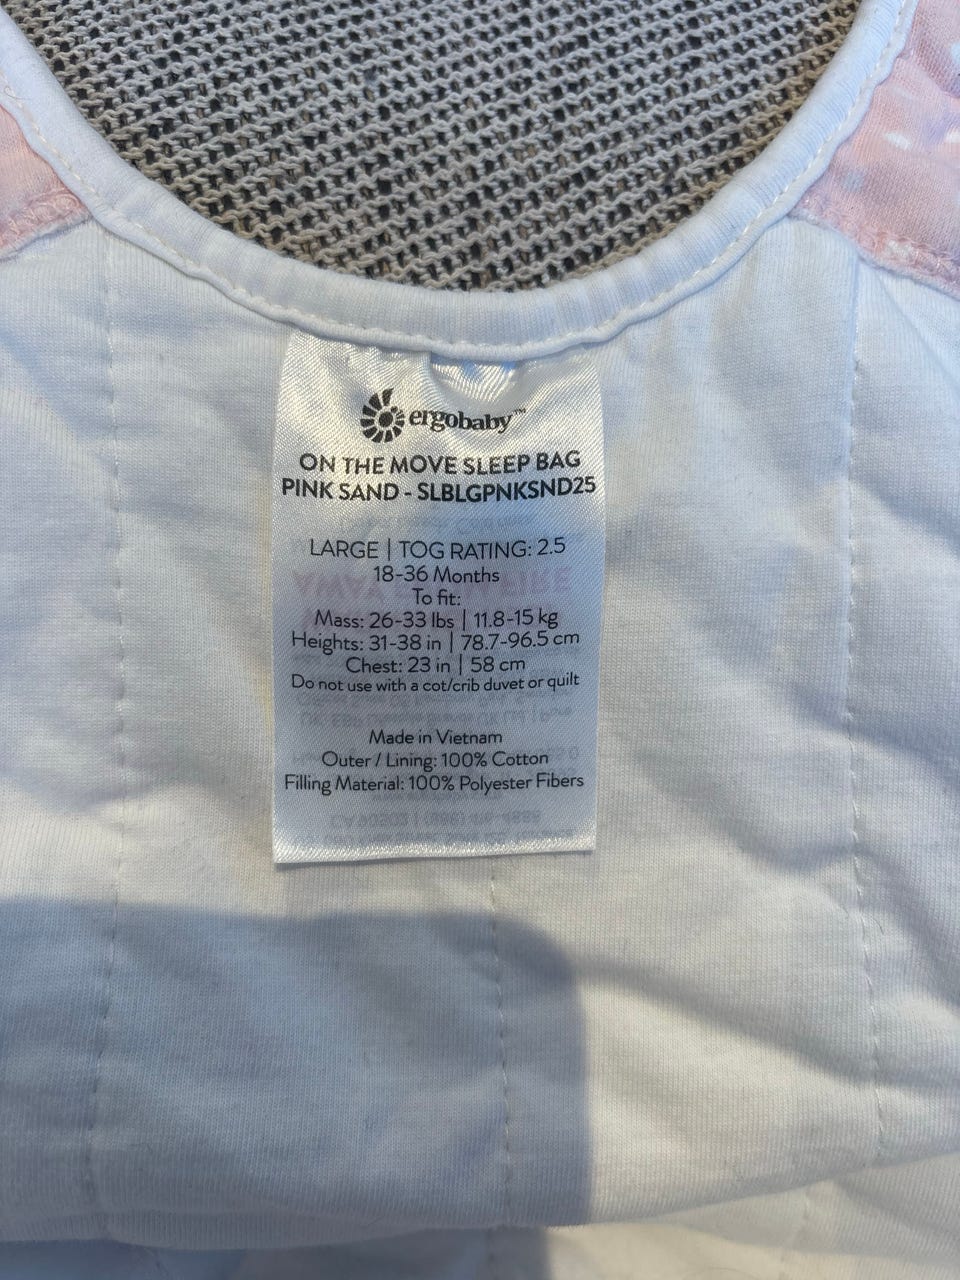 ergobaby™
ON THE MOVE SLEEP BAG
PINK SAND - SLBLGPNKSND25
LARGE | TOG RATING: 2.5
18-36 Months
To fit:
Mass: 26-33 lbs | 11.8-15 kg
Heights: 31-38 in | 78.7-96.5 cm
Chest: 23 in | 58 cm
Do not use with a cot/crib duvet or quilt
Made in Vietnam
Outer / Lining: 100% Cotton
Filling Material: 100% Polyester Fibers